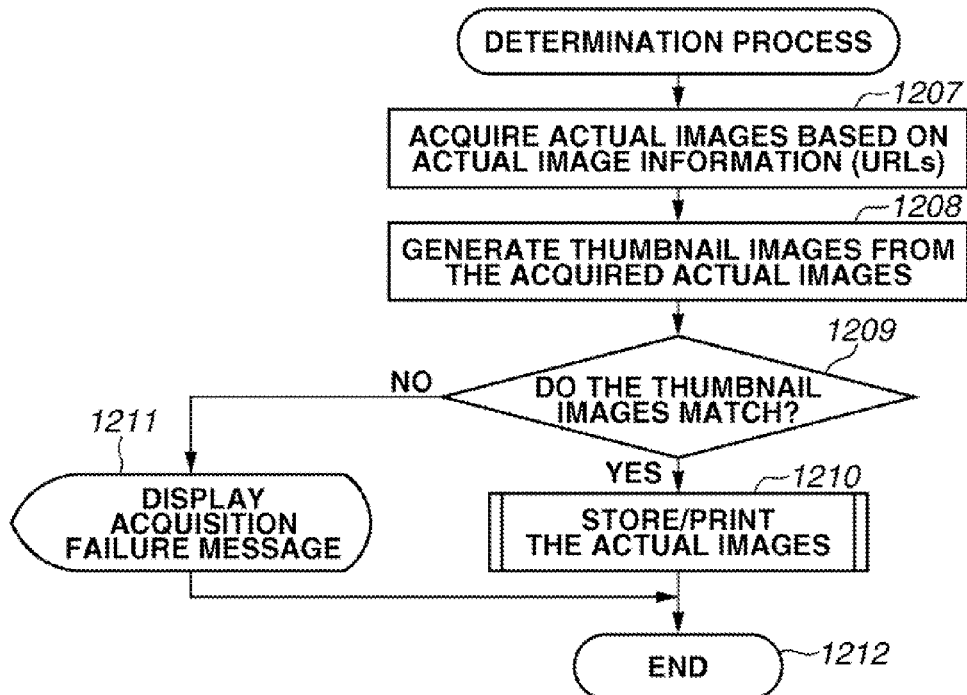 DETERMINATION PROCESS
1207
ACQUIRE ACTUAL IMAGES BASED ON
ACTUAL IMAGE INFORMATION (URLs)
1208
GENERATE THUMBNAIL IMAGES FROM
THE ACQUIRED ACTUAL IMAGES
1209
DO THE THUMBNAIL
IMAGES MATCH?
NO
1211
DISPLAY
ACQUISITION
FAILURE MESSAGE
YES
1210
STORE/PRINT
THE ACTUAL IMAGES
END
1212